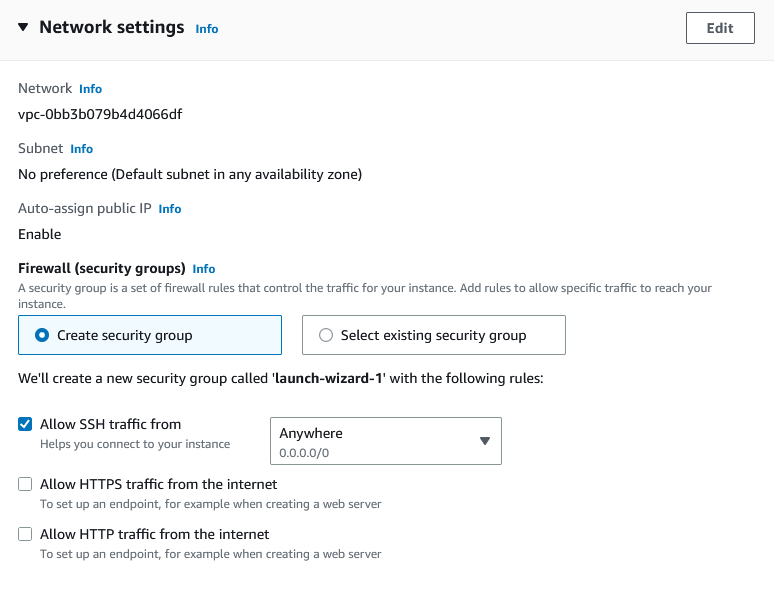 Network settings Info
Edit
Network Info
vpc-0bb3b079b4d4066df
Subnet Info
No preference (Default subnet in any availability zone)
Auto-assign public IP Info
Enable
Firewall (security groups) Info
A security group is a set of firewall rules that control the traffic for your instance. Add rules to allow specific traffic to reach your
instance.
Create security group
Select existing security group
We'll create a new security group called 'launch-wizard-1' with the following rules:
Allow SSH traffic from
Helps you connect to your instance
Anywhere
0.0.0.0/0
Allow HTTPS traffic from the internet
To set up an endpoint, for example when creating a web server
Allow HTTP traffic from the internet
To set up an endpoint, for example when creating a web server